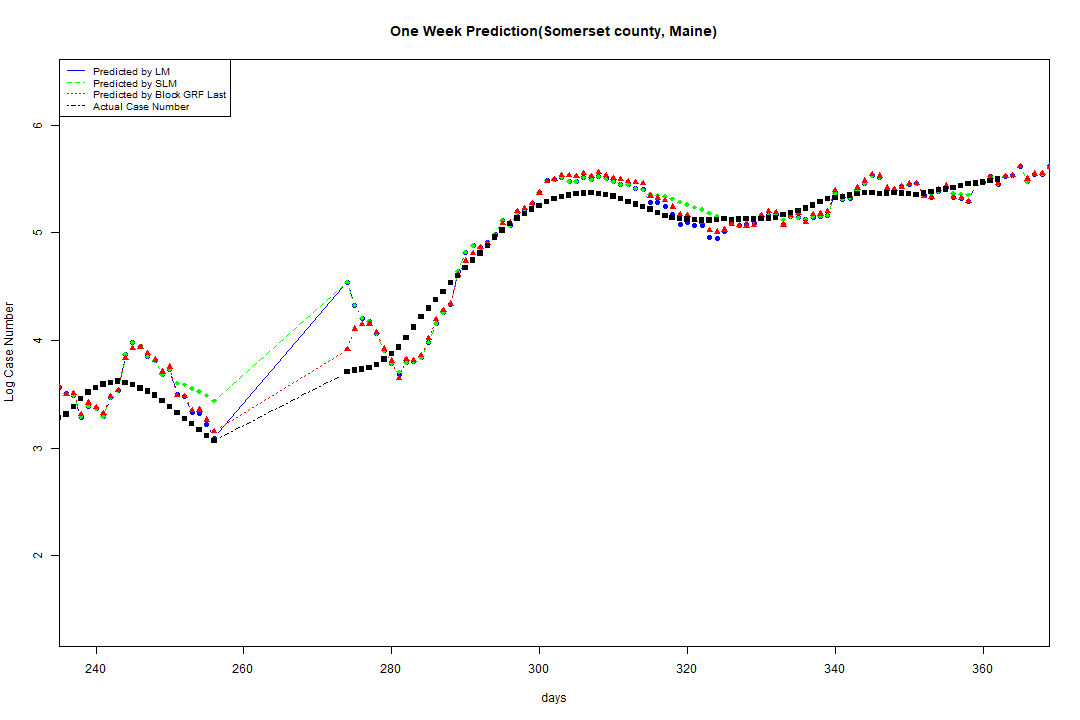 One Week Prediction(Somerset county, Maine)
Predicted by LM
Predicted by SLM
Predicted by Block GRF Last
Actual Case Number
Log Case Number
6
5
4
3
2
240 260 280 300 320 340 360
days